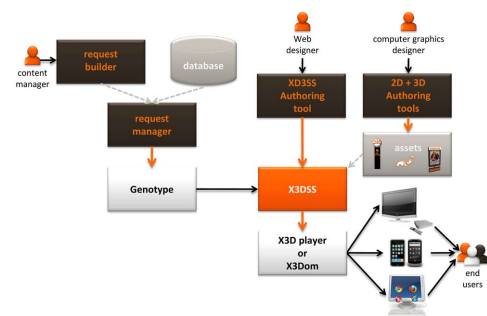 Web
designer
computer graphics
designer
content
manager
request
builder
database
XD3SS
Authoring
tool
2D + 3D
Authoring
tools
request
manager
assets
Genotype
X3DSS
X3D player
or
X3Dom
end
users